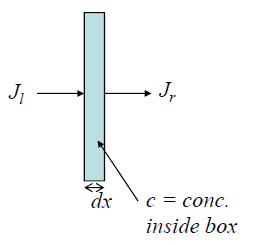 J_l
J_r
dx
c = conc.
inside box